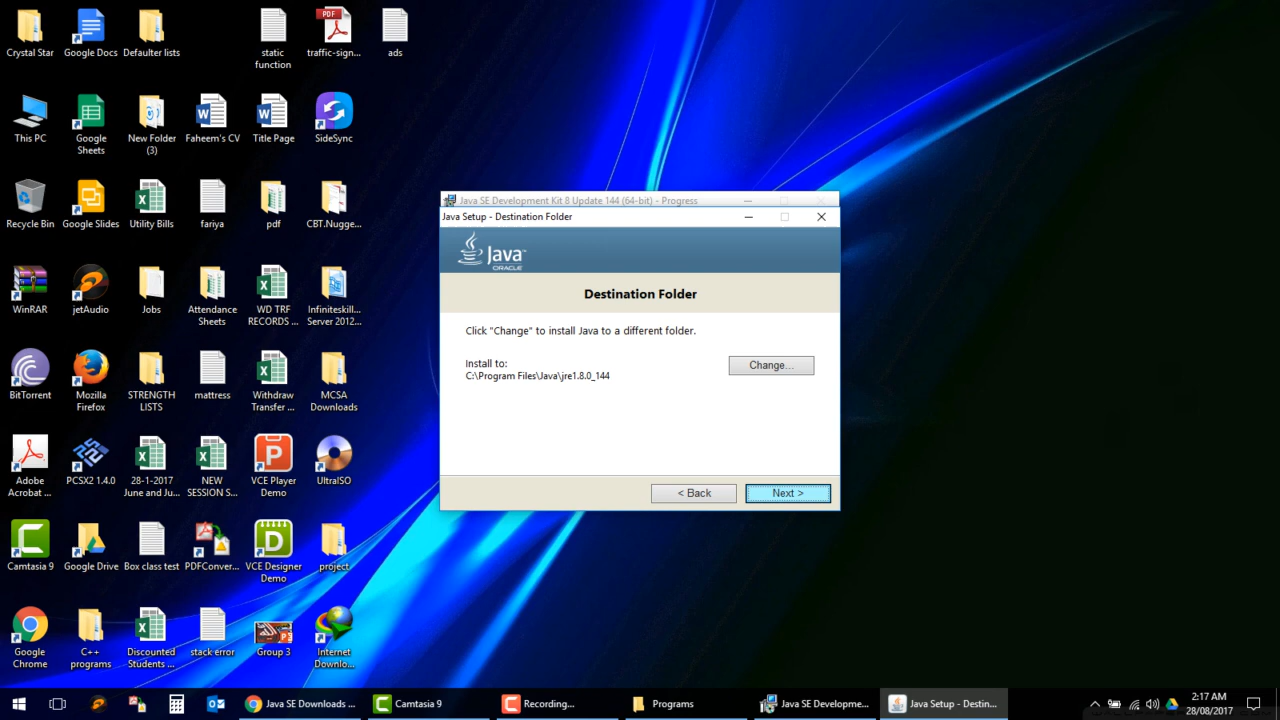 Crystal Star
Google Docs
Defaulter lists
static
function
traffic-sign...
ads
This PC
Google
Sheets
New Folder
(3)
Faheem's CV
Title Page
SideSync
Recycle Bin
Google Slides
Utility Bills
fariya
pdf
CBT.Nugge...
WinRAR
jetAudio
Jobs
Attendance
Sheets
WD TRF
RECORDS ...
Infiniteskill...
Server 2012...
BitTorrent
Mozilla
Firefox
STRENGTH
LISTS
mattress
Withdraw
Transfer ...
MCSA
Downloads
Adobe
Acrobat ...
PCSX2 1.4.0
28-1-2017
June and Ju...
NEW
SESSION S...
VCE Player
Demo
UltraISO
Camtasia 9
Google Drive
Box class test
PDFConver...
VCE Designer
Demo
project
Google
Chrome
C++
programs
Discounted
Students ...
stack error
Group 3
Internet
Downlo...
Java SE Development Kit 8 Update 144 (64-bit) - Progress
Java Setup - Destination Folder
Java
ORACLE
Destination Folder
Click "Change" to install Java to a different folder.
Install to:
C:\Program Files\Java\jre1.8.0_144
Change...
< Back
Next >
Java SE Downloads ...
Camtasia 9
Recording...
Programs
Java SE Developme...
Java Setup - Destin...
2:17 AM
28/08/2017